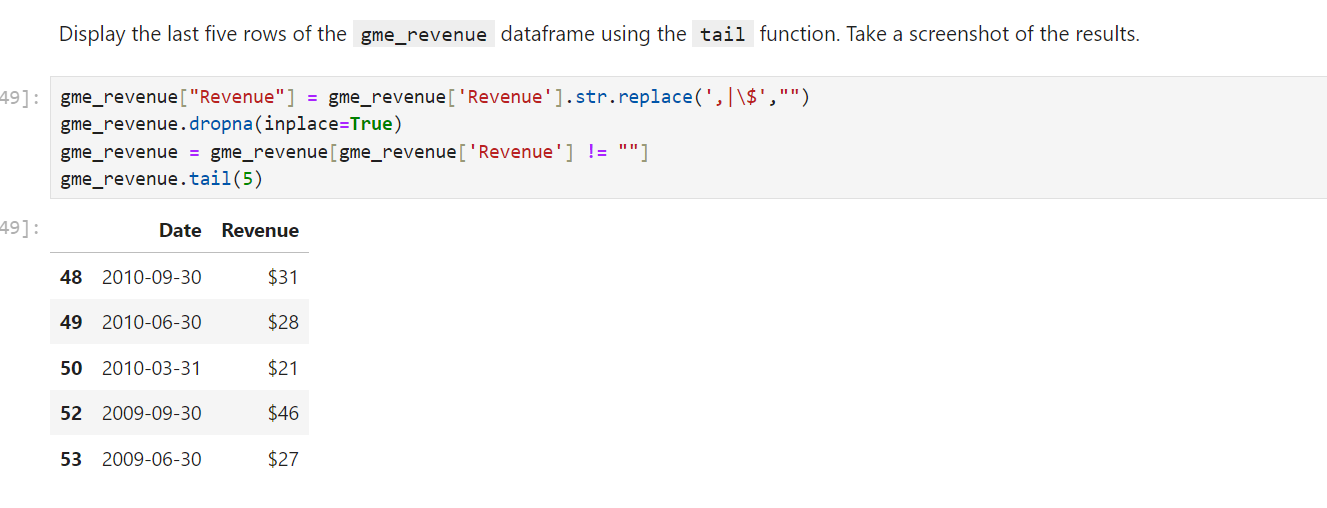 Display the last five rows of the gme_revenue dataframe using the tail function. Take a screenshot of the results.
49]: gme_revenue["Revenue"] = gme_revenue['Revenue'].str.replace(',|\$',"")
gme_revenue.dropna(inplace=True)
gme_revenue = gme_revenue[gme_revenue['Revenue'] != ""]
gme_revenue.tail(5)
49]: Date Revenue
48 2010-09-30 $31
49 2010-06-30 $28
50 2010-03-31 $21
52 2009-09-30 $46
53 2009-06-30 $27